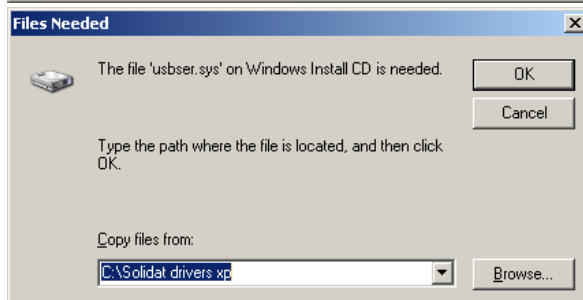 Files Needed
The file 'usbser.sys' on Windows Install CD is needed.
OK
Cancel
Type the path where the file is located, and then click
OK.
Copy files from:
C:\Solidat drivers xp
Browse...